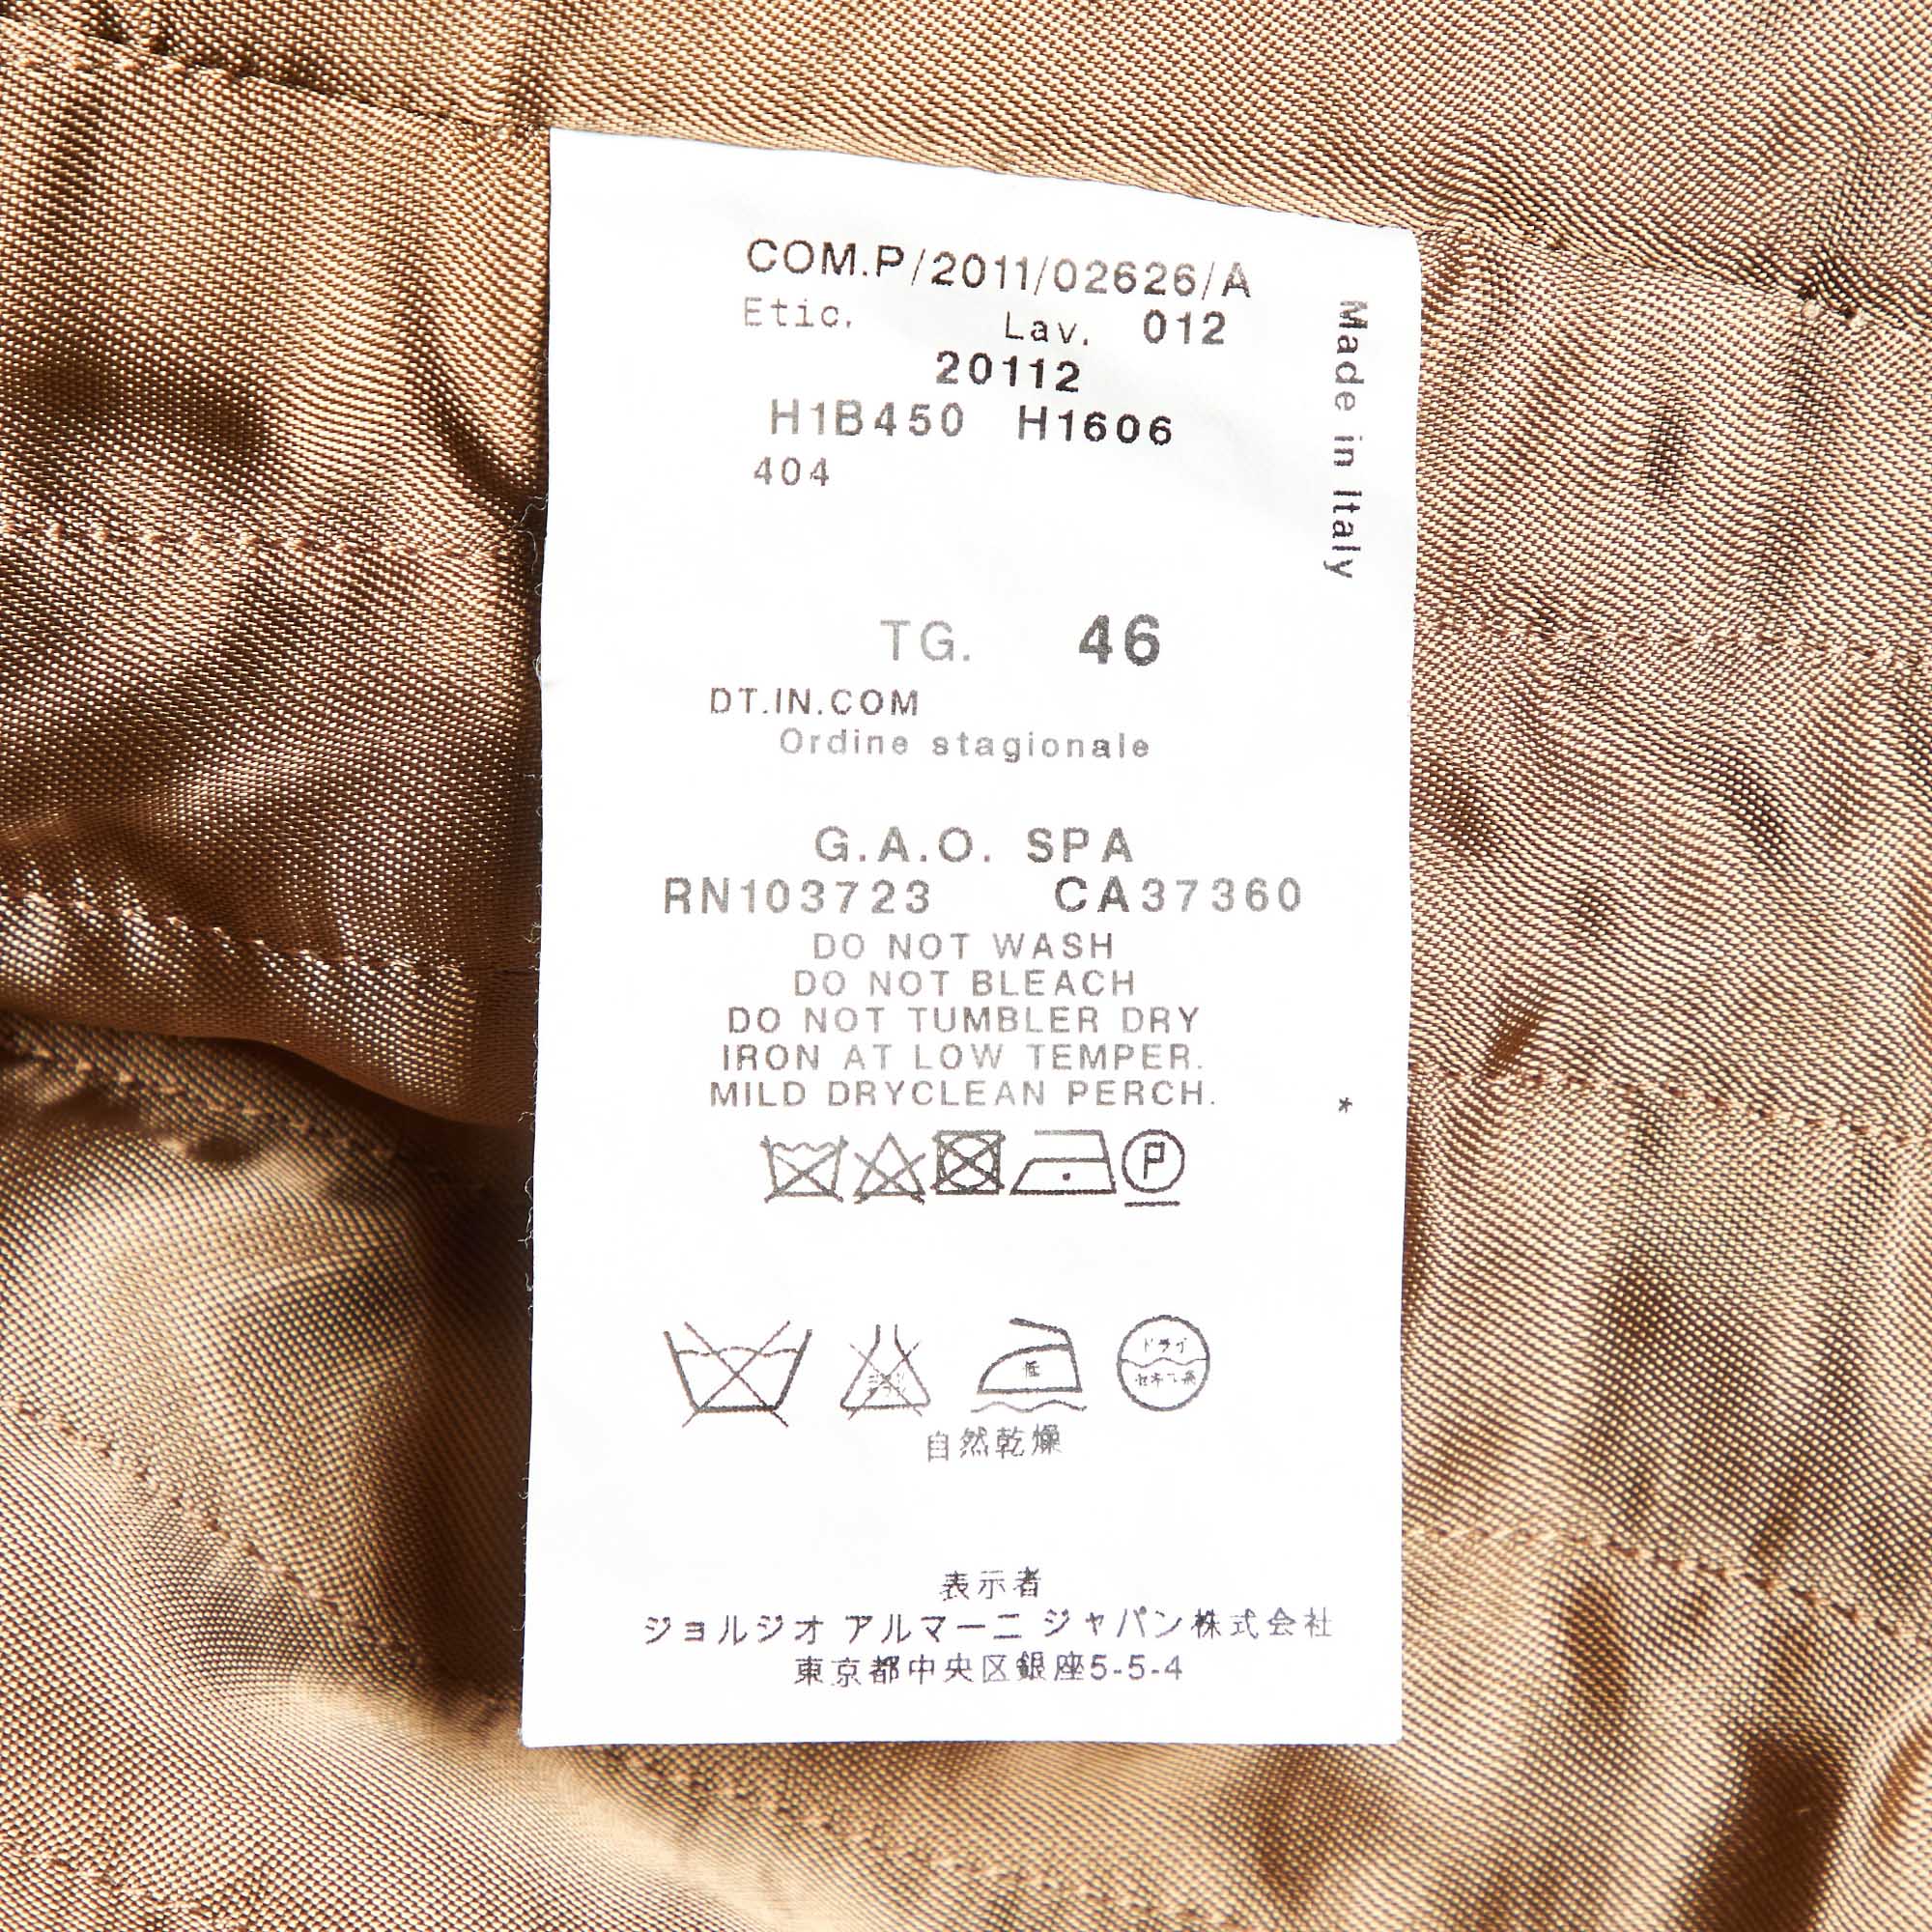 COM.P/2011/02626/A
Etic. Lav. 012
20112
H1B450 H1606
404
Made in Italy
TG. 46
DT.IN.COM
Ordine stagionale
G.A.O. SPA
RN103723 CA37360
DO NOT WASH
DO NOT BLEACH
DO NOT TUMBLER DRY
IRON AT LOW TEMPER.
MILD DRYCLEAN PERCH.
*
P
低
ドライ
自然乾燥
表示者
ジョルジオ アルマーニ ジャパン株式会社
東京都中央区銀座5-5-4